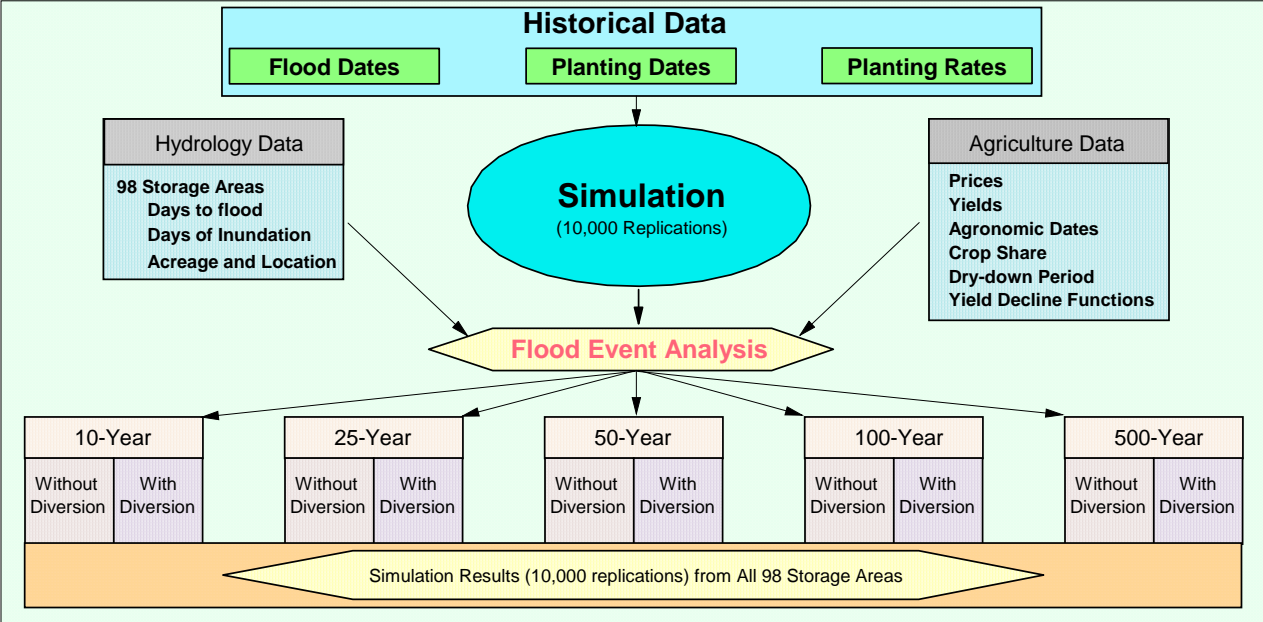 Historical Data
Flood Dates
Planting Dates
Planting Rates
Hydrology Data
98 Storage Areas
Days to flood
Days of Inundation
Acreage and Location
Simulation
(10,000 Replications)
Agriculture Data
Prices
Yields
Agronomic Dates
Crop Share
Dry-down Period
Yield Decline Functions
Flood Event Analysis
10-Year
Without
Diversion
With
Diversion
25-Year
Without
Diversion
With
Diversion
50-Year
Without
Diversion
With
Diversion
100-Year
Without
Diversion
With
Diversion
500-Year
Without
Diversion
With
Diversion
Simulation Results (10,000 replications) from All 98 Storage Areas